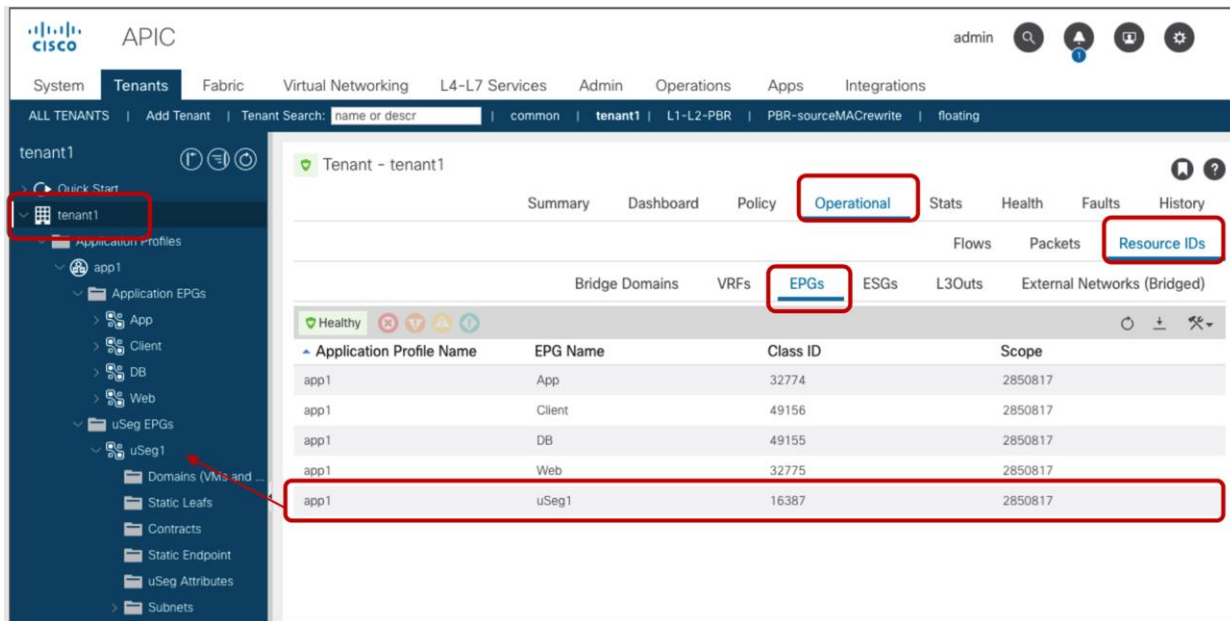 CISCO APIC admin
1
System Tenants Fabric Virtual Networking L4-L7 Services Admin Operations Apps Integrations
ALL TENANTS | Add Tenant | Tenant Search: name or descr | common | tenant1 | L1-L2-PBR | PBR-sourceMACrewrite | floating
tenant1
Quick Start
tenant1
Application Profiles
app1
Application EPGs
App
Client
DB
Web
uSeg EPGs
uSeg1
Domains (VMs and ...
Static Leafs
Contracts
Static Endpoint
uSeg Attributes
Subnets
Tenant - tenant1
Summary Dashboard Policy Operational Stats Health Faults History
Flows Packets Resource IDs
Bridge Domains VRFs EPGs ESGs L3Outs External Networks (Bridged)
Healthy
Application Profile Name EPG Name Class ID Scope
app1 App 32774 2850817
app1 Client 49156 2850817
app1 DB 49155 2850817
app1 Web 32775 2850817
app1 uSeg1 16387 2850817